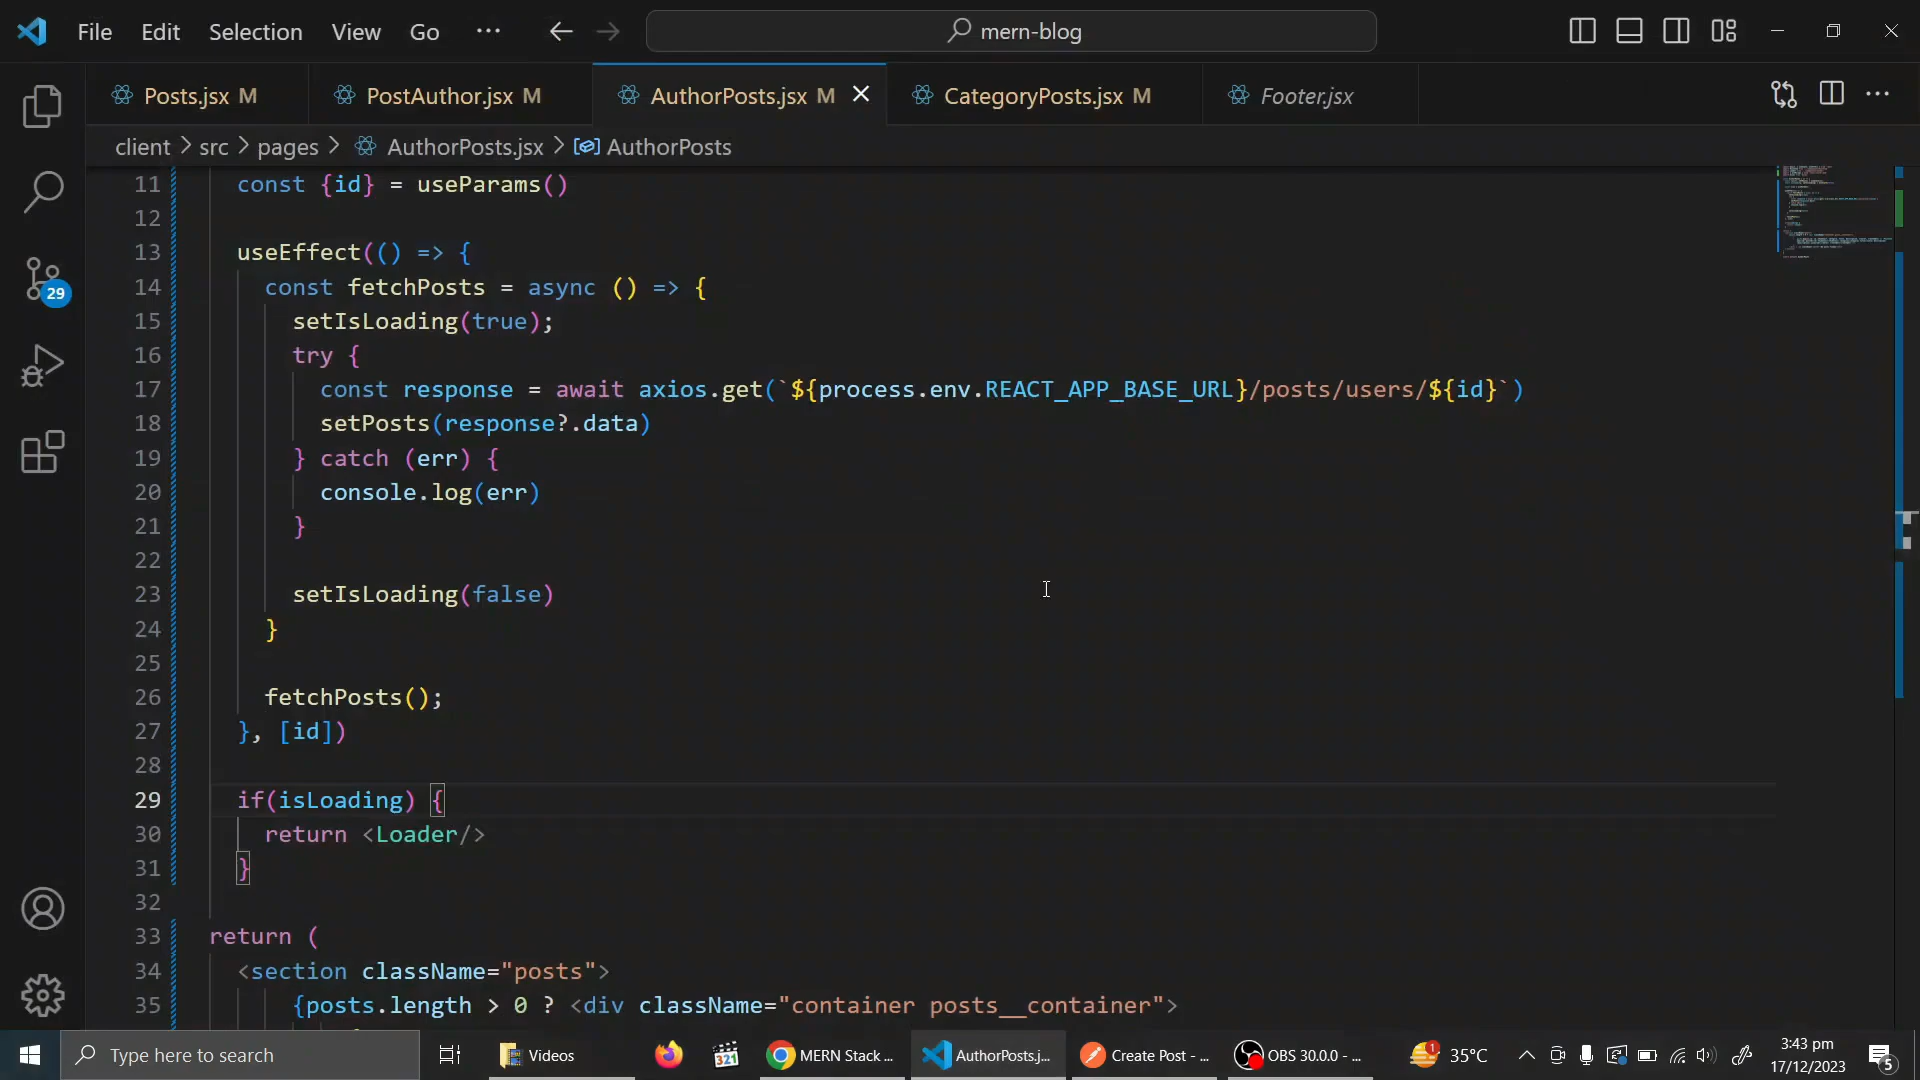 File Edit Selection View Go ··· mern-blog
Posts.jsx M PostAuthor.jsx M AuthorPosts.jsx M CategoryPosts.jsx M Footer.jsx
client > src > pages > AuthorPosts.jsx > AuthorPosts
11 const {id} = useParams()
12
13 useEffect(() => {
14 const fetchPosts = async () => {
15 setIsLoading(true);
16 try {
17 const response = await axios.get(`${process.env.REACT_APP_BASE_URL}/posts/users/${id}`)
18 setPosts(response?.data)
19 } catch (err) {
20 console.log(err)
21 }
22
23 setIsLoading(false)
24 }
25
26 fetchPosts();
27 }, [id])
28
29 if(isLoading) {
30 return <Loader/>
31 }
32
33 return (
34 <section className="posts">
35 {posts.length > 0 ? <div className="container posts__container">
29
Type here to search Videos 321 MERN Stack ... AuthorPosts.j... Create Post - ... OBS 30.0.0 - ... 1 35°C 3:43 pm
17/12/2023 5